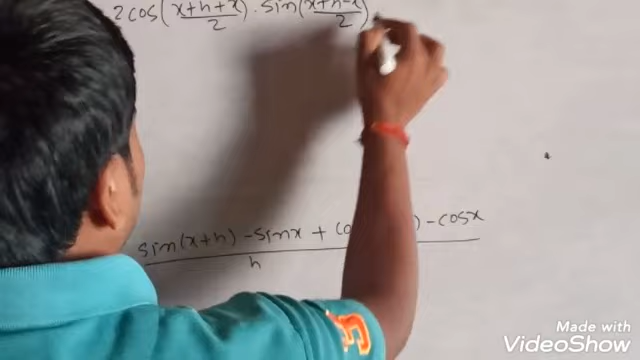 2cos(x+h+x/2).sin(x+h-x/2)
sin(x+h)-sinx + co ) -cosx
h
Made with
VideoShow